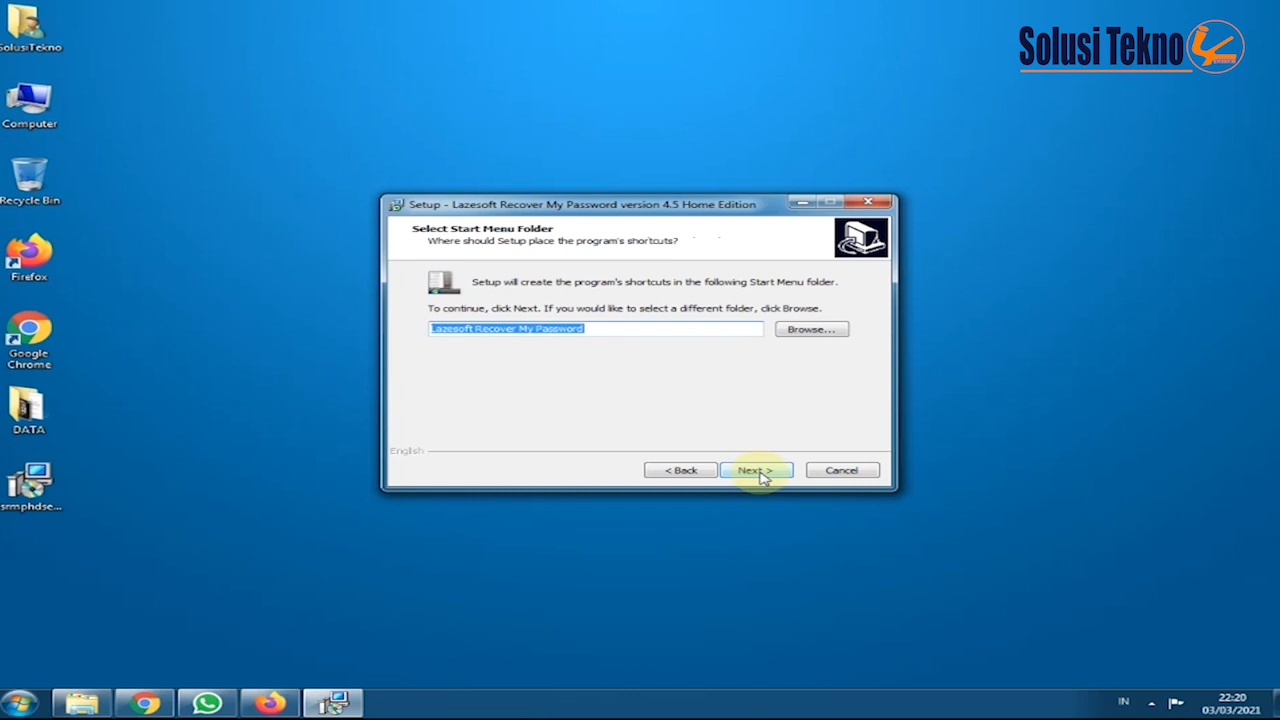 Solusi Tekno
SolusiTekno
Computer
Recycle Bin
Firefox
Google
Chrome
DATA
srmphdse...
Setup - Lazesoft Recover My Password version 4.5 Home Edition
Select Start Menu Folder
Where should Setup place the program's shortcuts?
Setup will create the program's shortcuts in the following Start Menu folder.
To continue, click Next. If you would like to select a different folder, click Browse.
Lazesoft Recover My Password
Browse...
English
< Back
Next >
Cancel
IN
22:20
03/03/2021